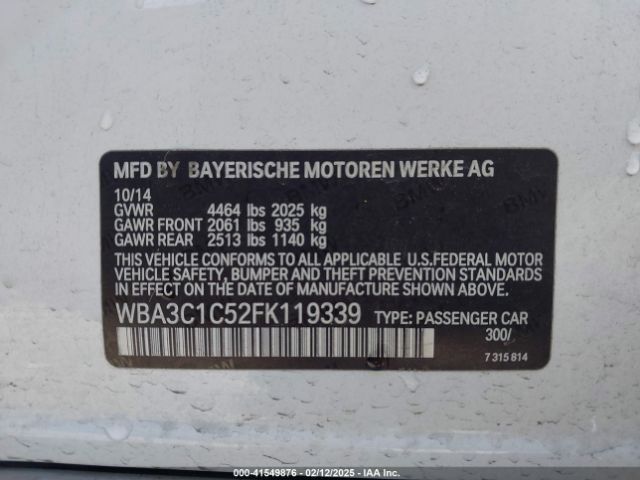 MFD BY BAYERISCHE MOTOREN WERKE AG
10/14
GVWR 4464 lbs 2025 kg
GAWR FRONT 2061 lbs 935 kg
GAWR REAR 2513 lbs 1140 kg
THIS VEHICLE CONFORMS TO ALL APPLICABLE U.S.FEDERAL MOTOR
VEHICLE SAFETY, BUMPER AND THEFT PREVENTION STANDARDS
IN EFFECT ON THE DATE OF MANUFACTURE SHOWN ABOVE.
WBA3C1C52FK119339 TYPE: PASSENGER CAR
300/
7 315 814
000-41549876 - 02/12/2025 - IAA Inc.